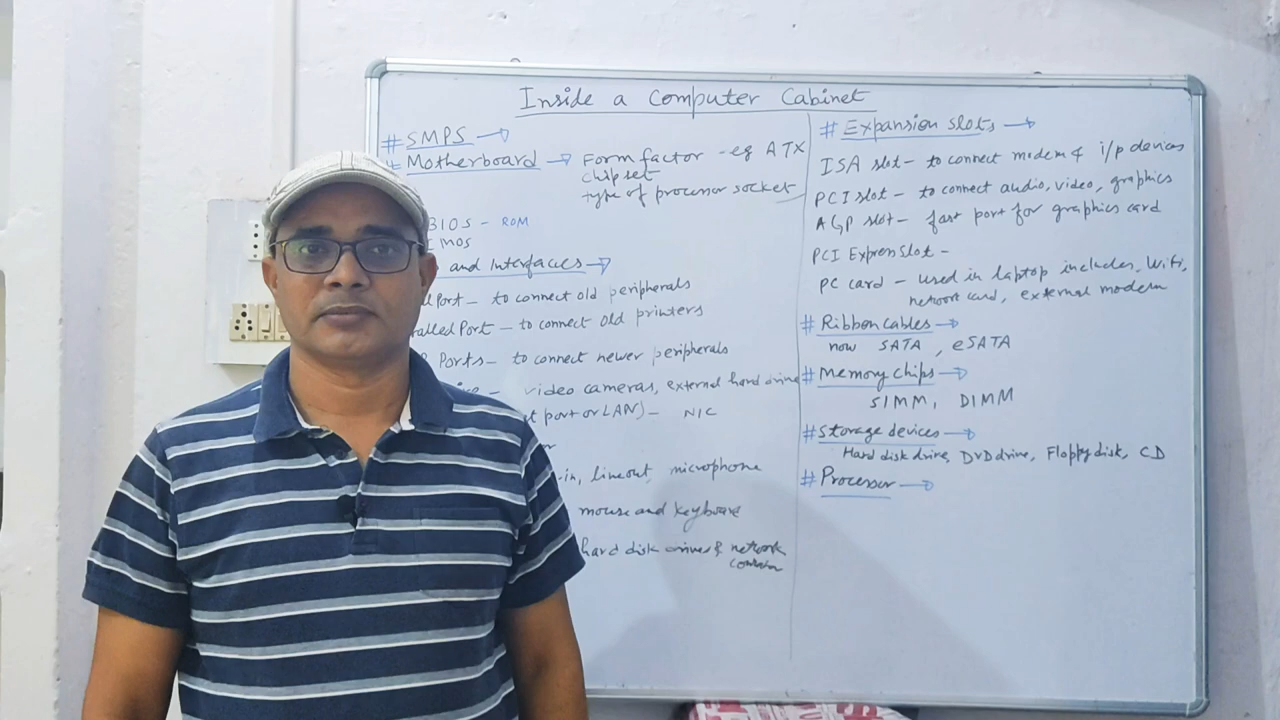 Inside a Computer Cabinet
# SMPS →
# Motherboard → Form factor - eg ATX
chipset
type of processor socket
BIOS - ROM
CMOS
and Interfacies →
Port - to connect old peripherals
Port - to connect old printers
Ports - to connect newer peripherals
- video cameras, external hard drive
port or LAN) - NIC
-in, lineout, microphone
mouse and keyboard
hard disk drives & network
# Expansion slots →
ISA slot - to connect modem & i/p devices
PCI slot - to connect audio, video, graphics
AGP slot - fast port for graphics card
PCI Express Slot -
PC card - used in laptop includes, Wifi,
network card, external modem
# Ribbon cables →
now SATA, eSATA
# Memory chips →
SIMM, DIMM
# Storage devices →
Hard disk drive, DVD drive, Floppy disk, CD
# Processor →